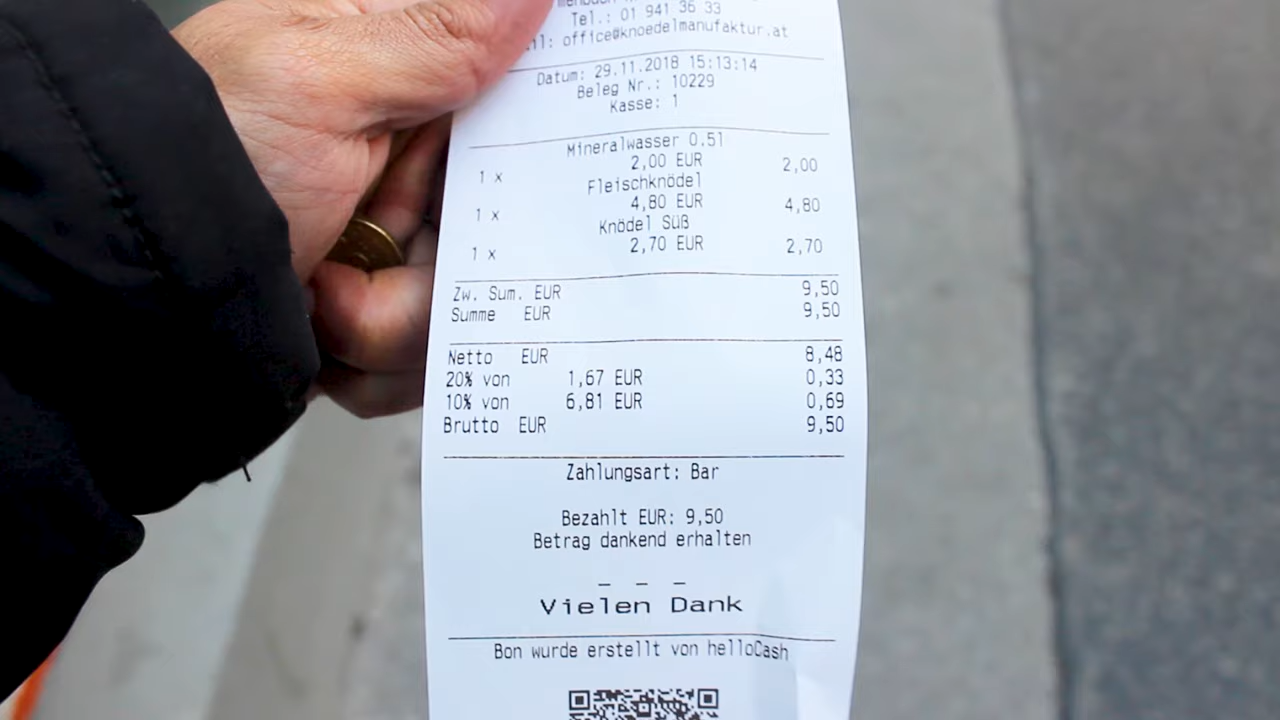 Tel.: 01 941 36 33
il: office@knoedelmanufaktur.at
Datum: 29.11.2018 15:13:14
Beleg Nr.: 10229
Kasse: 1
Mineralwasser 0.5l
1 x 2,00 EUR 2,00
Fleischknödel
1 x 4,80 EUR 4,80
Knödel Süß
1 x 2,70 EUR 2,70
Zw. Sum. EUR 9,50
Summe EUR 9,50
Netto EUR 8,48
20% von 1,67 EUR 0,33
10% von 6,81 EUR 0,69
Brutto EUR 9,50
Zahlungsart: Bar
Bezahlt EUR: 9,50
Betrag dankend erhalten
_ _ _
Vielen Dank
Bon wurde erstellt von helloCash